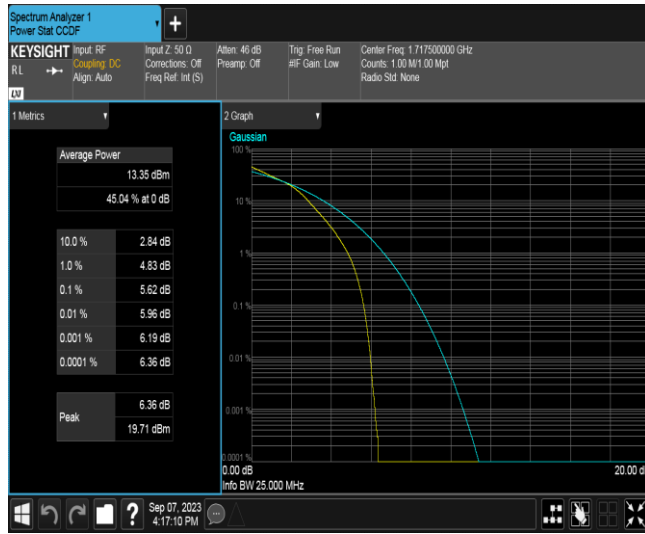 Spectrum Analyzer 1
Power Stat CCDF
+
KEYSIGHT
RL
LXI
Input: RF
Coupling: DC
Align: Auto
Input Z: 50 Ω
Corrections: Off
Freq Ref: Int (S)
Atten: 46 dB
Preamp: Off
Trig: Free Run
#IF Gain: Low
Center Freq: 1.717500000 GHz
Counts: 1.00 M/1.00 Mpt
Radio Std: None
1 Metrics
Average Power
13.35 dBm
45.04 % at 0 dB
10.0 % 2.84 dB
1.0 % 4.83 dB
0.1 % 5.62 dB
0.01 % 5.96 dB
0.001 % 6.19 dB
0.0001 % 6.36 dB
Peak
6.36 dB
19.71 dBm
2 Graph
Gaussian
100 %
10 %
1 %
0.1 %
0.01 %
0.001 %
0.0001 %
0.00 dB
20.00 d
Info BW 25.000 MHz
?
Sep 07, 2023
4:17:10 PM